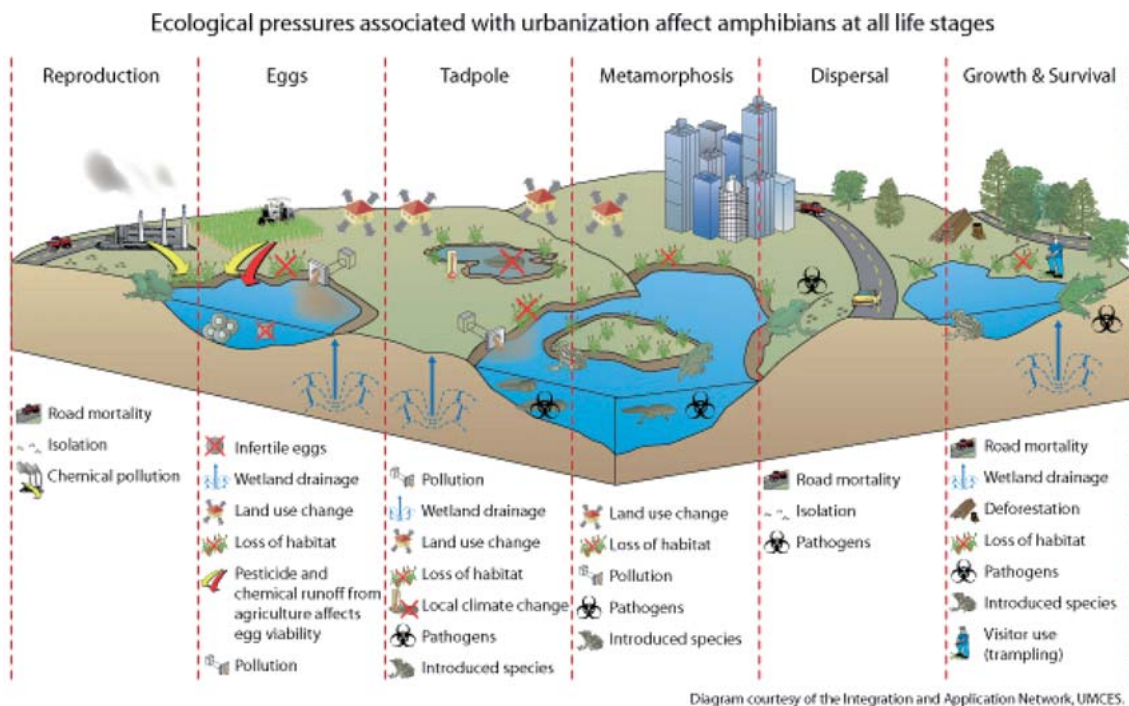 Ecological pressures associated with urbanization affect amphibians at all life stages
Reproduction
Eggs
Tadpole
Metamorphosis
Dispersal
Growth & Survival
Road mortality
Isolation
Chemical pollution
Infertile eggs
Wetland drainage
Land use change
Loss of habitat
Pesticide and
chemical runoff from
agriculture affects
egg viability
Pollution
Pollution
Wetland drainage
Land use change
Loss of habitat
Local climate change
Pathogens
Introduced species
Land use change
Loss of habitat
Pollution
Pathogens
Introduced species
Road mortality
Isolation
Pathogens
Road mortality
Wetland drainage
Deforestation
Loss of habitat
Pathogens
Introduced species
Visitor use
(trampling)
Diagram courtesy of the Integration and Application Network, UMCES.